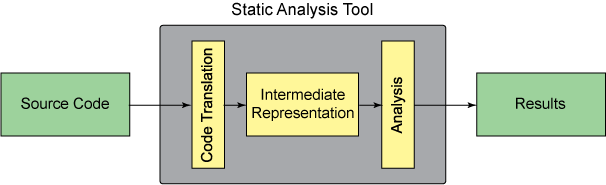 Static Analysis Tool
Source Code
Code Translation
Intermediate
Representation
Analysis
Results